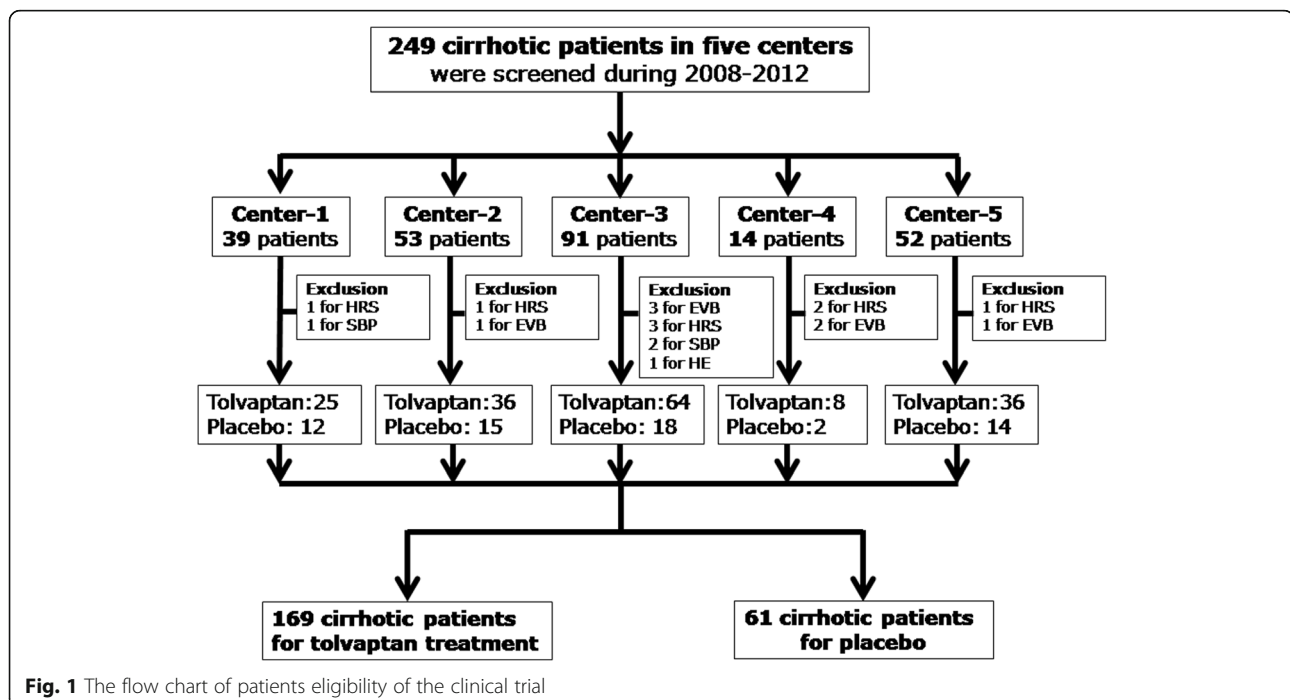 249 cirrhotic patients in five centers
were screened during 2008-2012
Center-1
39 patients
Center-2
53 patients
Center-3
91 patients
Center-4
14 patients
Center-5
52 patients
Exclusion
1 for HRS
1 for SBP
Exclusion
1 for HRS
1 for EVB
Exclusion
3 for EVB
3 for HRS
2 for SBP
1 for HE
Exclusion
2 for HRS
2 for EVB
Exclusion
1 for HRS
1 for EVB
Tolvaptan:25
Placebo: 12
Tolvaptan:36
Placebo: 15
Tolvaptan:64
Placebo: 18
Tolvaptan:8
Placebo:2
Tolvaptan:36
Placebo: 14
169 cirrhotic patients
for tolvaptan treatment
61 cirrhotic patients
for placebo
Fig. 1 The flow chart of patients eligibility of the clinical trial